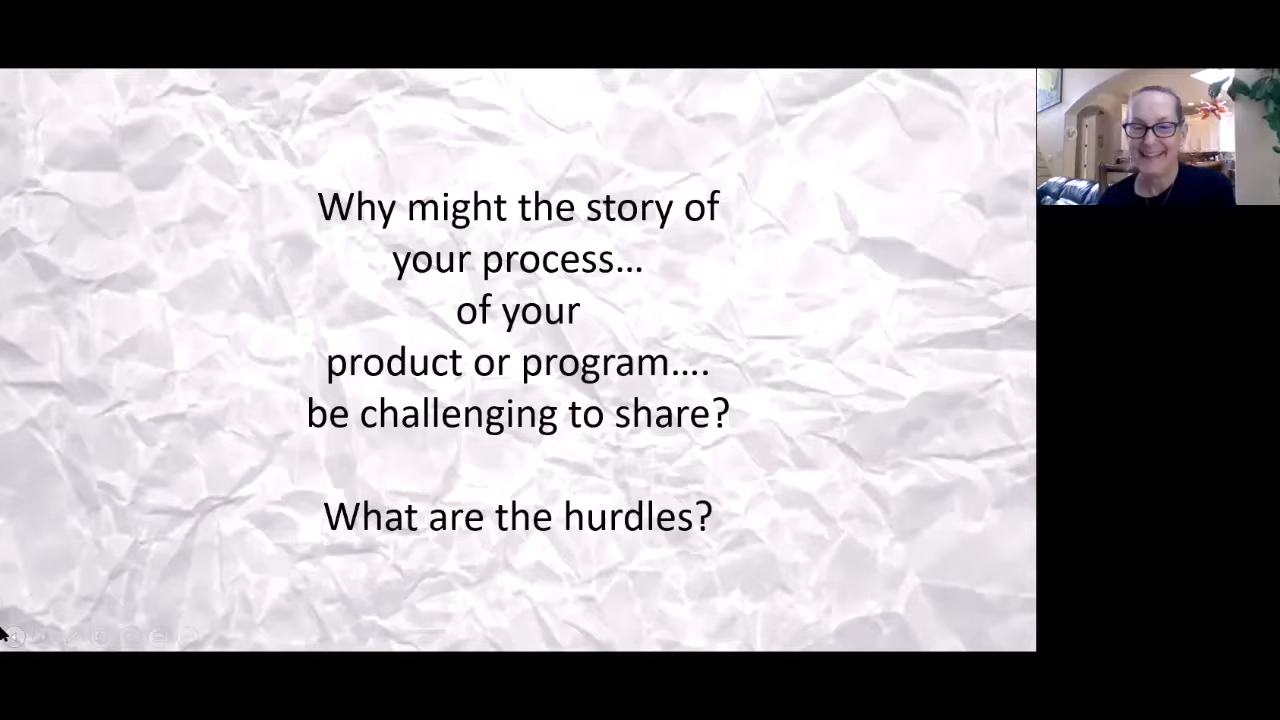 Why might the story of
your process…
of your
product or program….
be challenging to share?
What are the hurdles?